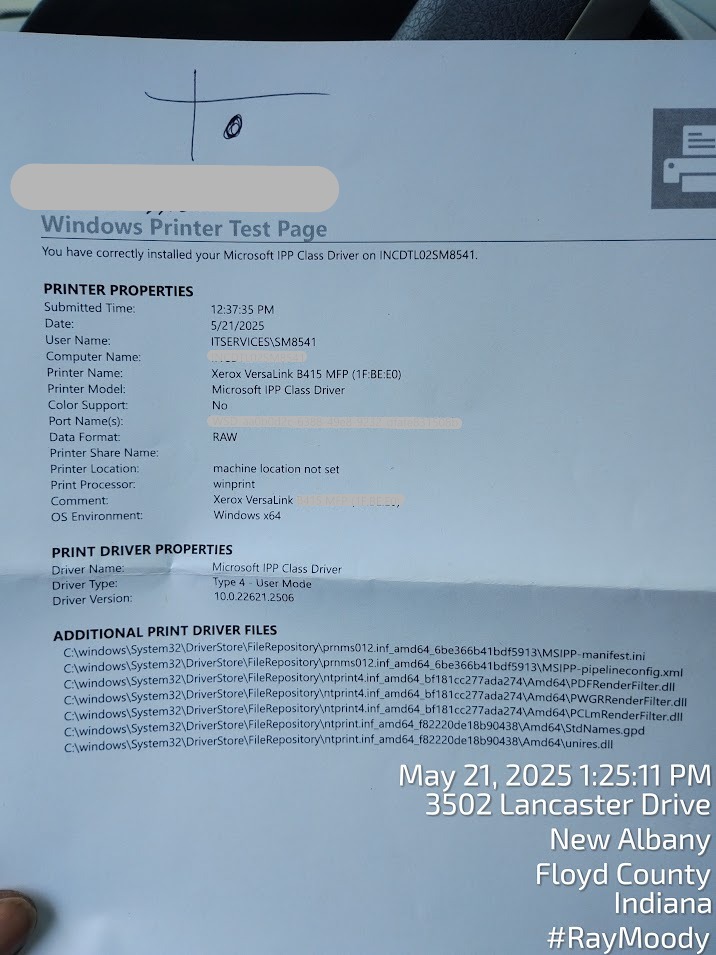 Windows Printer Test Page
You have correctly installed your Microsoft IPP Class Driver on INCDTL02SM8541.
PRINTER PROPERTIES
Submitted Time: 12:37:35 PM
Date: 5/21/2025
User Name: ITSERVICES\SM8541
Computer Name:
Printer Name: Xerox VersaLink B415 MFP (1F:BE:E0)
Printer Model: Microsoft IPP Class Driver
Color Support: No
Port Name(s):
Data Format: RAW
Printer Share Name:
Printer Location: machine location not set
Print Processor: winprint
Comment: Xerox VersaLink
OS Environment: Windows x64
PRINT DRIVER PROPERTIES
Driver Name: Microsoft IPP Class Driver
Driver Type: Type 4 - User Mode
Driver Version: 10.0.22621.2506
ADDITIONAL PRINT DRIVER FILES
C:\windows\System32\DriverStore\FileRepository\prnms012.inf_amd64_6be366b41bdf5913\MSIPP-manifest.ini
C:\windows\System32\DriverStore\FileRepository\prnms012.inf_amd64_6be366b41bdf5913\MSIPP-pipelineconfig.xml
C:\windows\System32\DriverStore\FileRepository\ntprint4.inf_amd64_bf181cc277ada274\Amd64\PDFRenderFilter.dll
C:\windows\System32\DriverStore\FileRepository\ntprint4.inf_amd64_bf181cc277ada274\Amd64\PWGRRenderFilter.dll
C:\windows\System32\DriverStore\FileRepository\ntprint4.inf_amd64_bf181cc277ada274\Amd64\PCLmRenderFilter.dll
C:\windows\System32\DriverStore\FileRepository\ntprint.inf_amd64_f82220de18b90438\Amd64\StdNames.gpd
C:\windows\System32\DriverStore\FileRepository\ntprint.inf_amd64_f82220de18b90438\Amd64\unires.dll
May 21, 2025 1:25:11 PM
3502 Lancaster Drive
New Albany
Floyd County
Indiana
#RayMoody